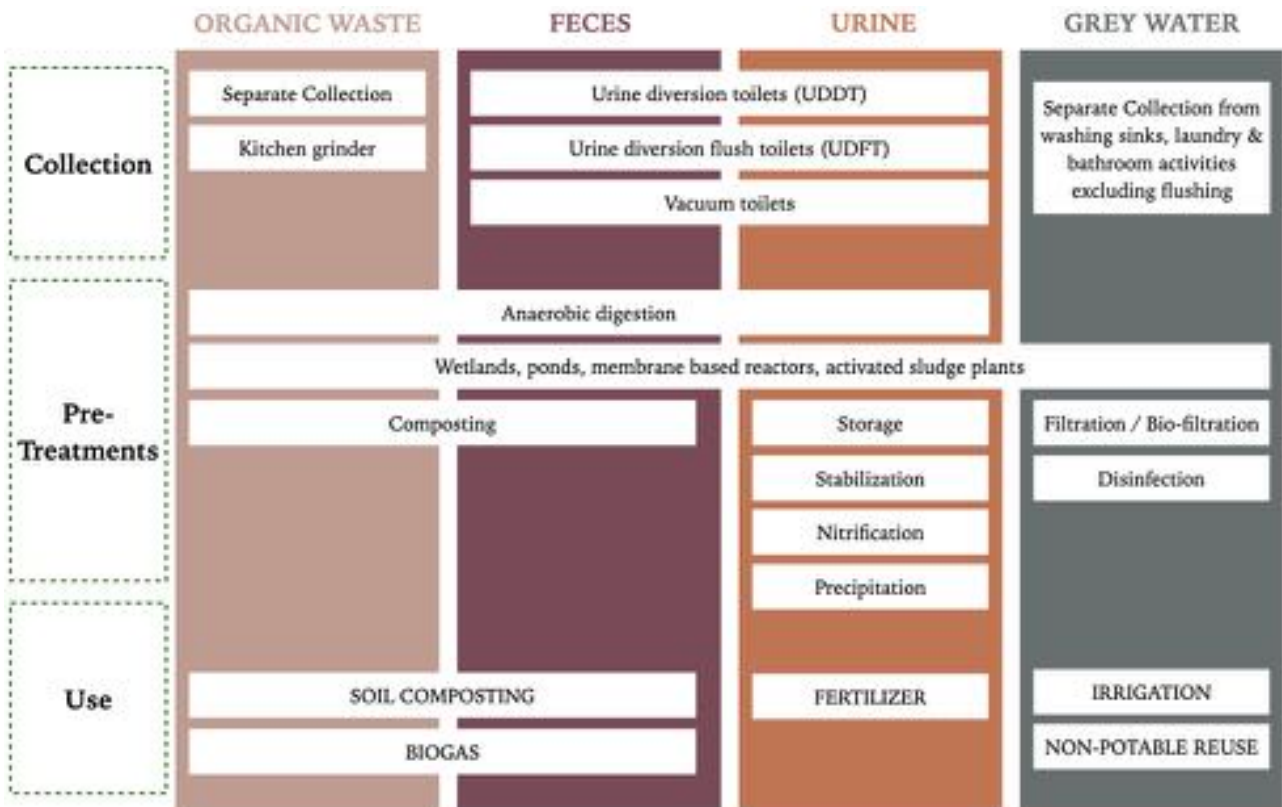 ORGANIC WASTE
FECES
URINE
GREY WATER
Collection
Separate Collection
Urine diversion toilets (UDDT)
Separate Collection from
washing sinks, laundry &
bathroom activities
excluding flushing
Kitchen grinder
Urine diversion flush toilets (UDFT)
Vacuum toilets
Pre-
Treatments
Anaerobic digestion
Wetlands, ponds, membrane based reactors, activated sludge plants
Composting
Storage
Filtration / Bio-filtration
Stabilization
Disinfection
Nitrification
Precipitation
Use
SOIL COMPOSTING
FERTILIZER
IRRIGATION
BIOGAS
NON-POTABLE REUSE